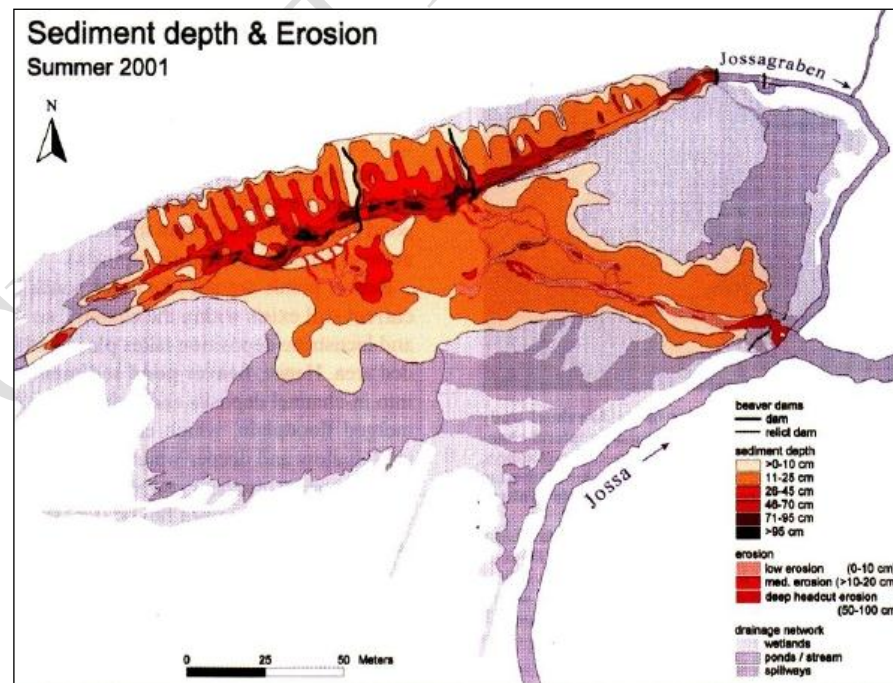 Sediment depth & Erosion
Summer 2001
N
Jossagraben
Jossa
beaver dams
dam
relict dam
sediment depth
>0-10 cm
11-25 cm
26-45 cm
46-70 cm
71-95 cm
>95 cm
erosion
low erosion (0-10 cm)
med. erosion (>10-20 cm
deep headcut erosion
(50-100 cm
drainage network
wetlands
ponds / stream
spillways
0 25 50 Meters